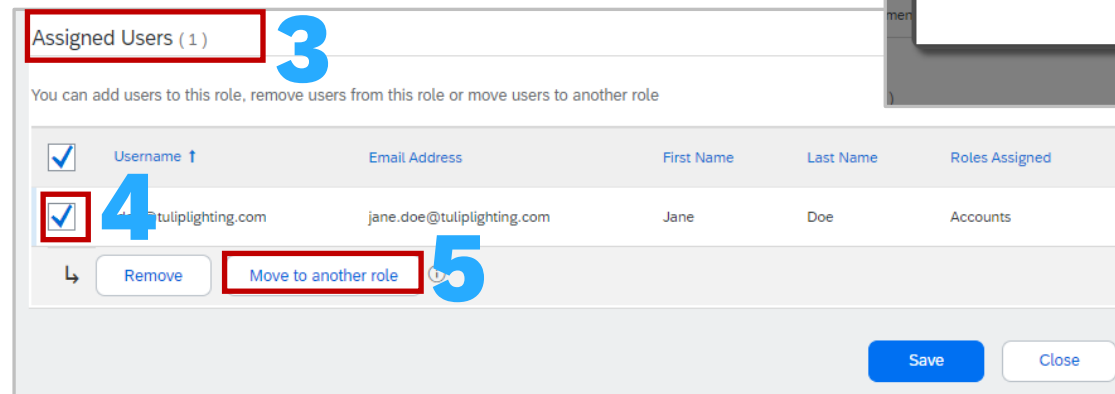 Assigned Users (1)
3
men
You can add users to this role, remove users from this role or move users to another role
)
Username ↑ Email Address First Name Last Name Roles Assigned
4
@tuliplighting.com jane.doe@tuliplighting.com Jane Doe Accounts
Remove Move to another role
5
Save Close